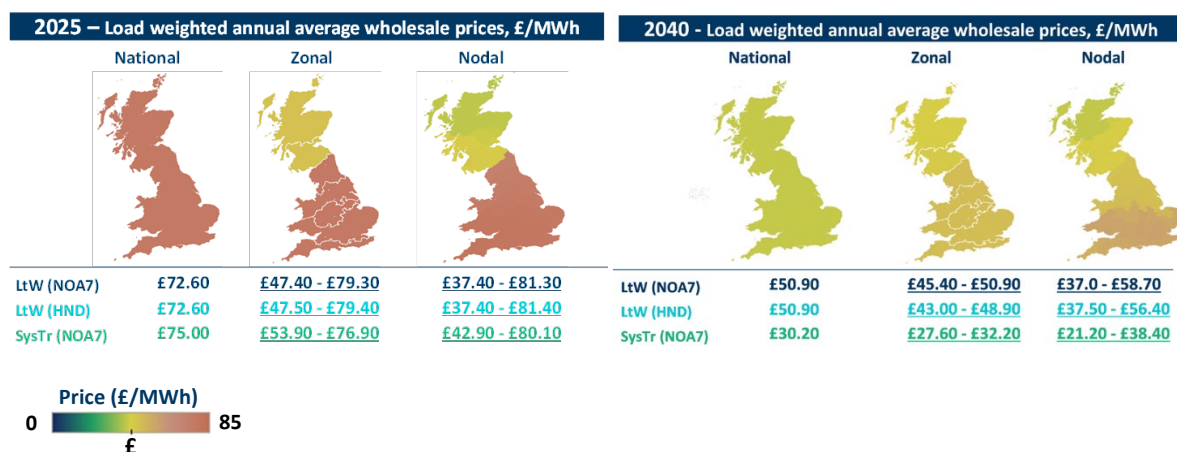 2025 – Load weighted annual average wholesale prices, £/MWh
National Zonal Nodal
LtW (NOA7) £72.60 £47.40 - £79.30 £37.40 - £81.30
LtW (HND) £72.60 £47.50 - £79.40 £37.40 - £81.40
SysTr (NOA7) £75.00 £53.90 - £76.90 £42.90 - £80.10
2040 - Load weighted annual average wholesale prices, £/MWh
National Zonal Nodal
LtW (NOA7) £50.90 £45.40 - £50.90 £37.0 - £58.70
LtW (HND) £50.90 £43.00 - £48.90 £37.50 - £56.40
SysTr (NOA7) £30.20 £27.60 - £32.20 £21.20 - £38.40
Price (£/MWh)
0 85
£